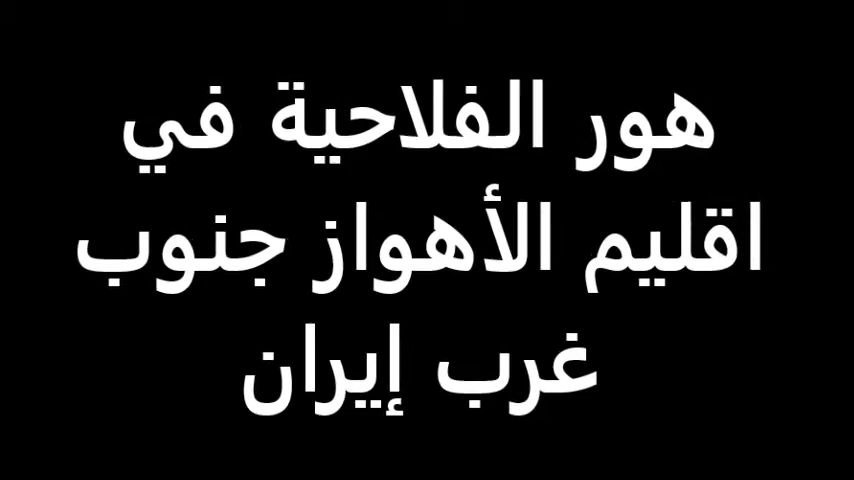 هور الفلاحية في
اقليم الأهواز جنوب
غرب إيران